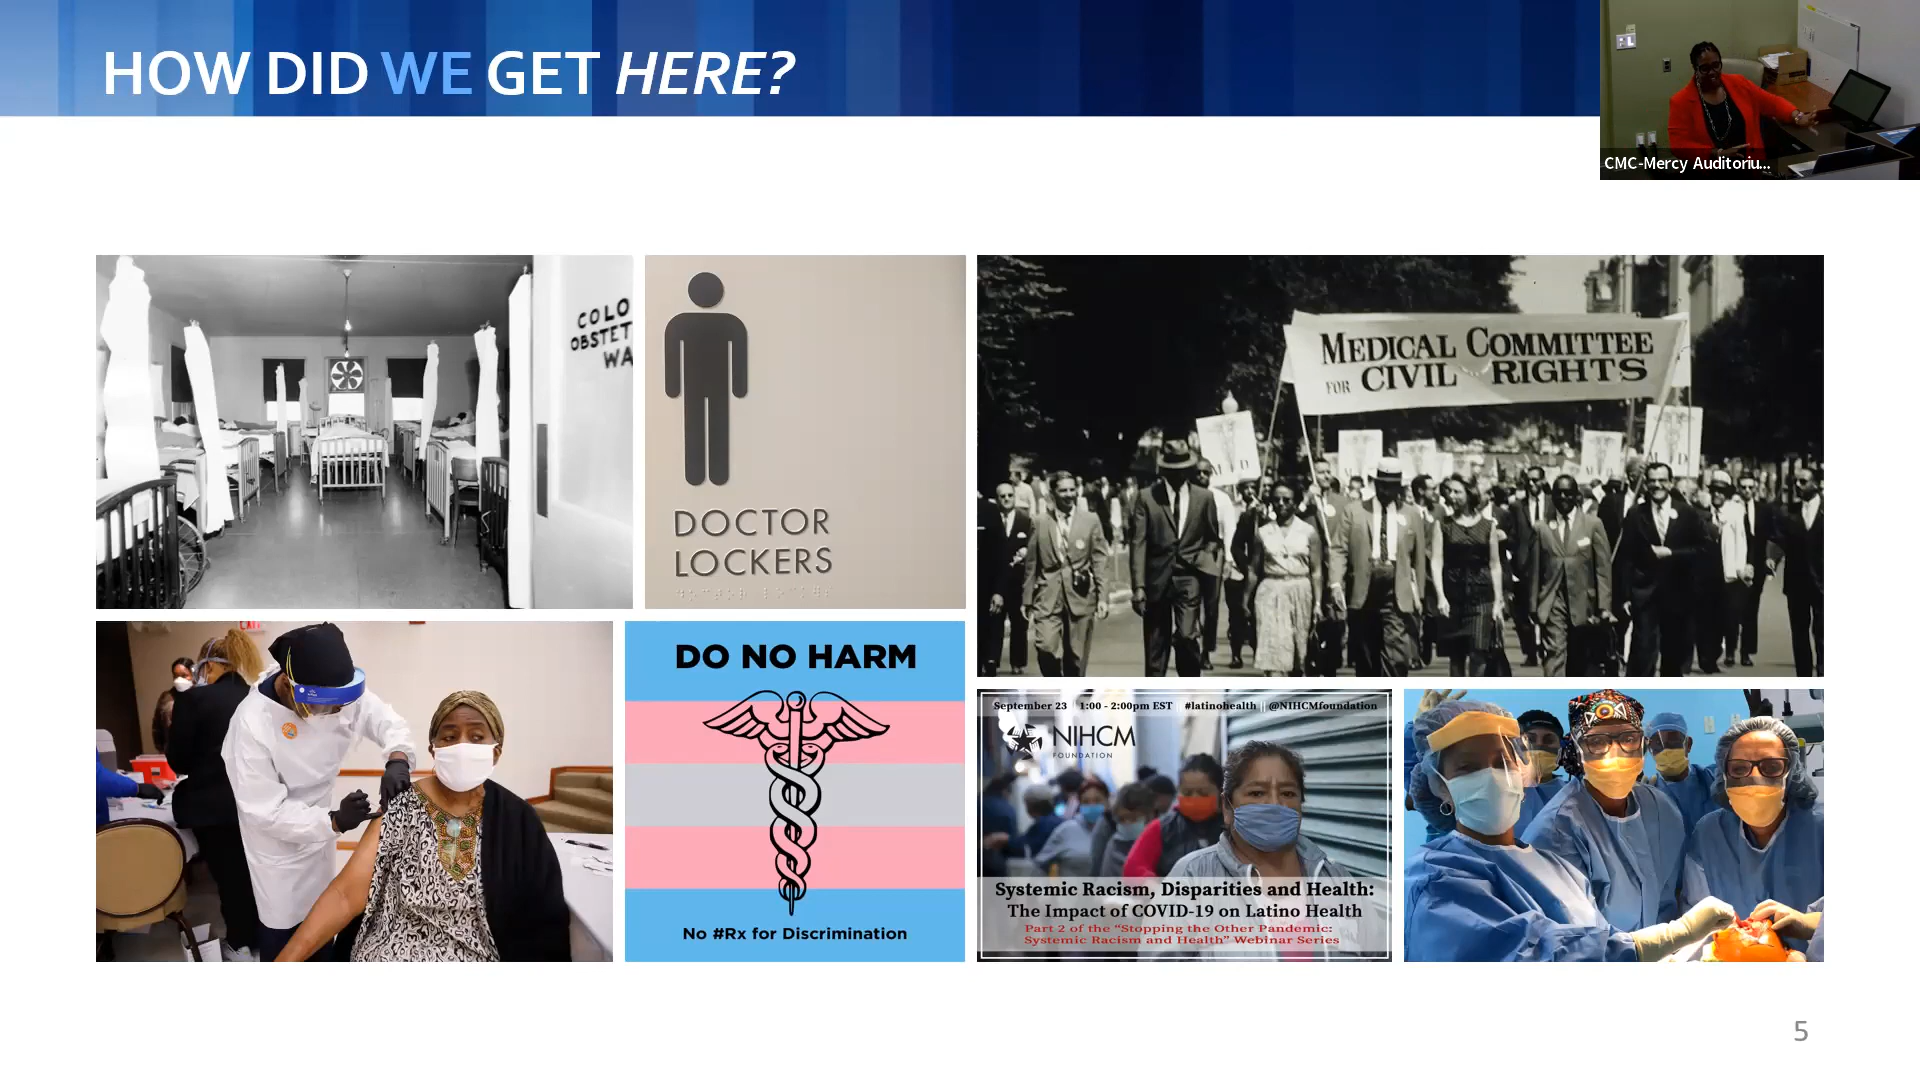 HOW DID WE GET HERE?
CMC-Mercy Auditoriu...
COLO
OBSTET
WA
DOCTOR
LOCKERS
MEDICAL COMMITTEE
FOR CIVIL RIGHTS
DO NO HARM
No #Rx for Discrimination
September 23 1:00 - 2:00pm EST #latinohealth | @NIHCMfoundation
NIHCM
FOUNDATION
Systemic Racism, Disparities and Health:
The Impact of COVID-19 on Latino Health
Part 2 of the "Stopping the Other Pandemic:
Systemic Racism and Health" Webinar Series
5